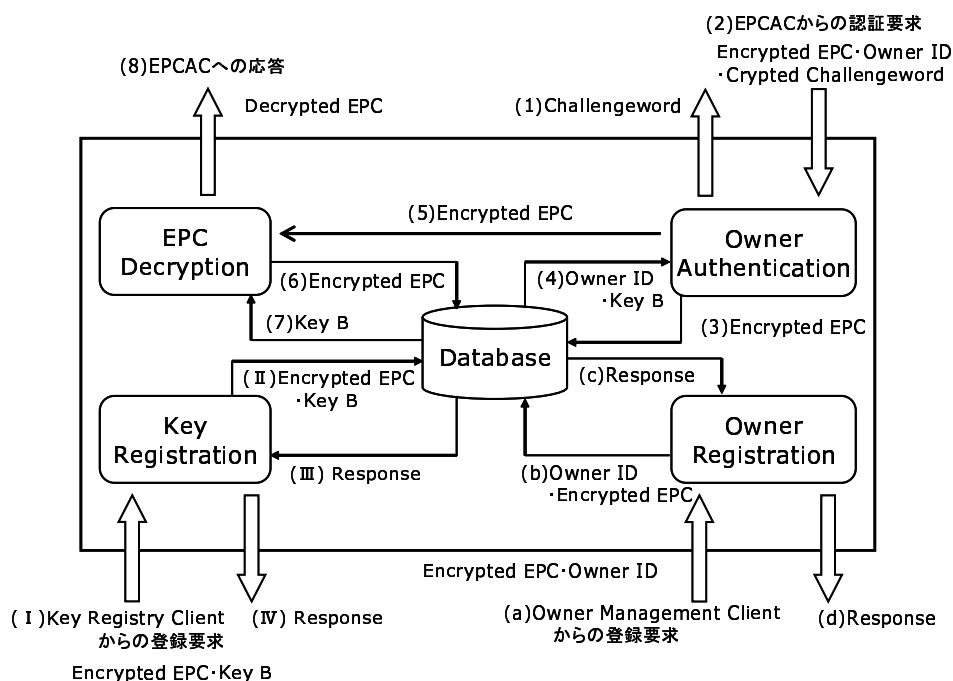 (2)EPCACからの認証要求
Encrypted EPC・Owner ID
・Crypted Challengeword
(8)EPCACへの応答
Decrypted EPC
(1)Challengeword
(5)Encrypted EPC
EPC
Decryption
Owner
Authentication
(6)Encrypted EPC
(4)Owner ID
・Key B
(7)Key B
(3)Encrypted EPC
Database
(Ⅱ)Encrypted EPC
・Key B
(c)Response
Key
Registration
Owner
Registration
(Ⅲ) Response
(b)Owner ID
・Encrypted EPC
Encrypted EPC・Owner ID
(Ⅰ)Key Registry Client
からの登録要求
Encrypted EPC・Key B
(Ⅳ) Response
(a)Owner Management Client
からの登録要求
(d)Response